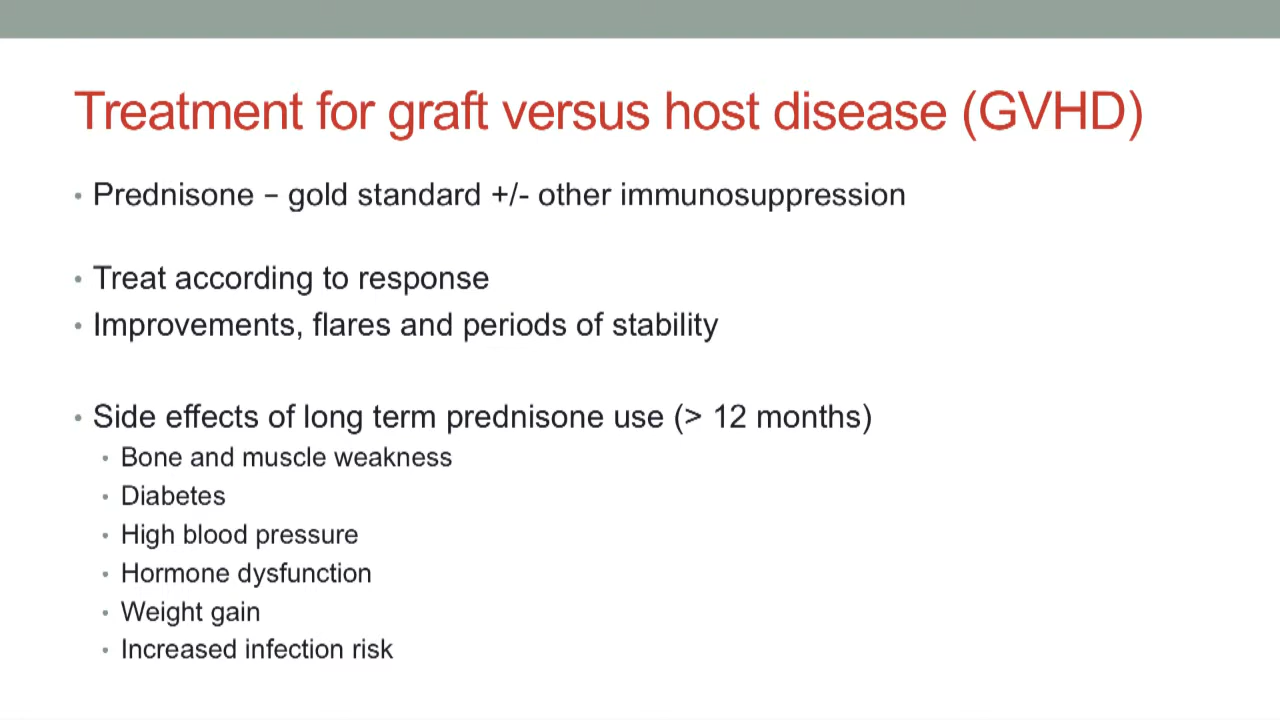 Treatment for graft versus host disease (GVHD)
• Prednisone – gold standard +/- other immunosuppression
• Treat according to response
• Improvements, flares and periods of stability
• Side effects of long term prednisone use (> 12 months)
• Bone and muscle weakness
• Diabetes
• High blood pressure
• Hormone dysfunction
• Weight gain
• Increased infection risk